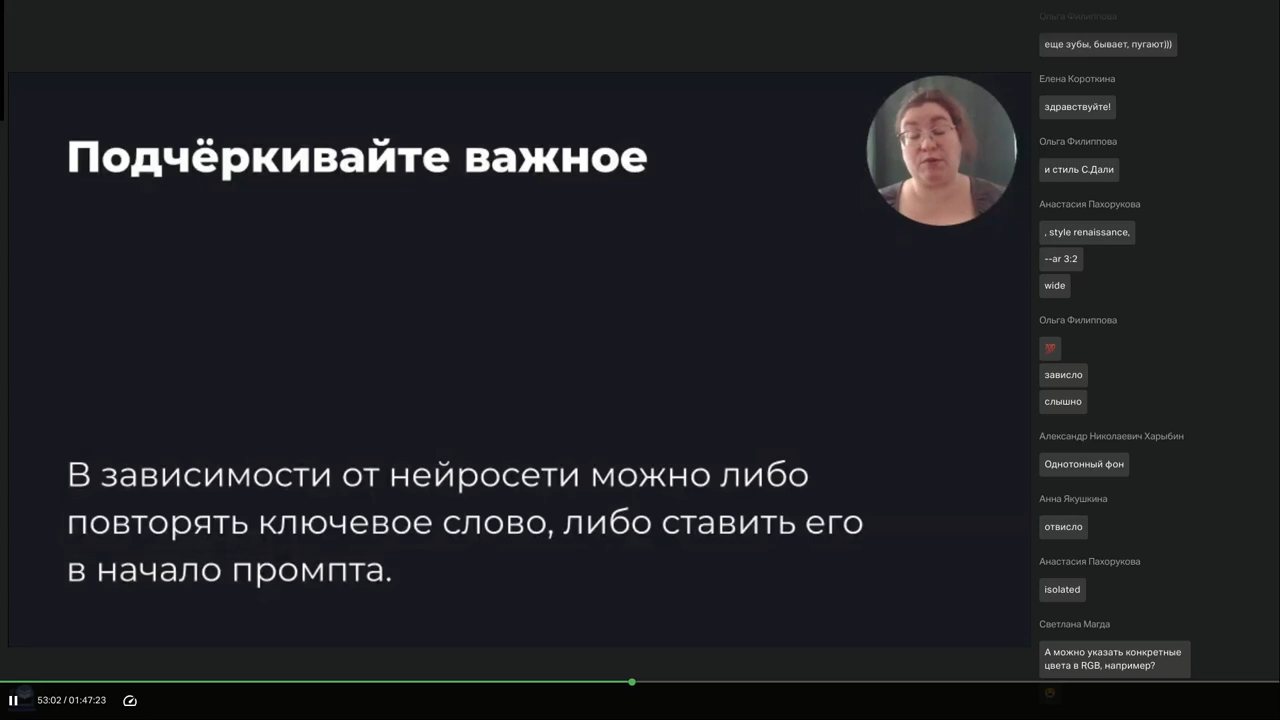 Подчёркивайте важное
В зависимости от нейросети можно либо
повторять ключевое слово, либо ставить его
в начало промпта.
Ольга Филиппова
еще зубы, бывает, пугают)))
Елена Короткина
здравствуйте!
Ольга Филиппова
и стиль С.Дали
Анастасия Пахорукова
, style renaissance,
--ar 3:2
wide
Ольга Филиппова
💯
зависло
слышно
Александр Николаевич Харыбин
Однотонный фон
Анна Якушкина
отвисло
Анастасия Пахорукова
isolated
Светлана Магда
А можно указать конкретные
цвета в RGB, например?
53:02 / 01:47:23